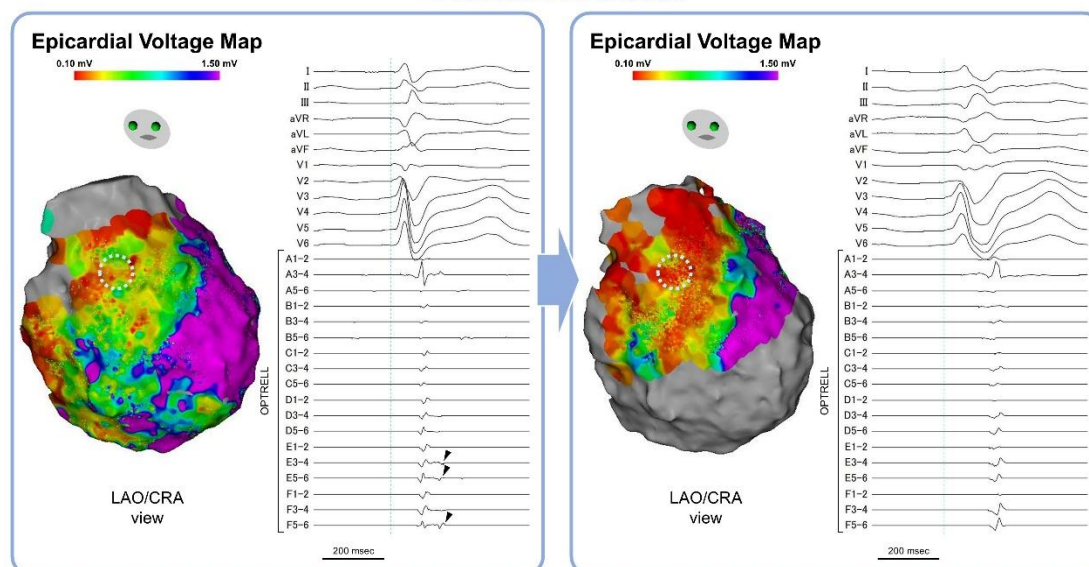 Epicardial Voltage Map
0.10 mV 1.50 mV
LAO/CRA
view
I
II
III
aVR
aVL
aVF
V1
V2
V3
V4
V5
V6
A1-2
A3-4
A5-6
B1-2
B3-4
B5-6
C1-2
C3-4
C5-6
D1-2
D3-4
D5-6
E1-2
E3-4
E5-6
F1-2
F3-4
F5-6
OPTRELL
200 msec
Epicardial Voltage Map
0.10 mV 1.50 mV
LAO/CRA
view
I
II
III
aVR
aVL
aVF
V1
V2
V3
V4
V5
V6
A1-2
A3-4
A5-6
B1-2
B3-4
B5-6
C1-2
C3-4
C5-6
D1-2
D3-4
D5-6
E1-2
E3-4
E5-6
F1-2
F3-4
F5-6
OPTRELL
200 msec